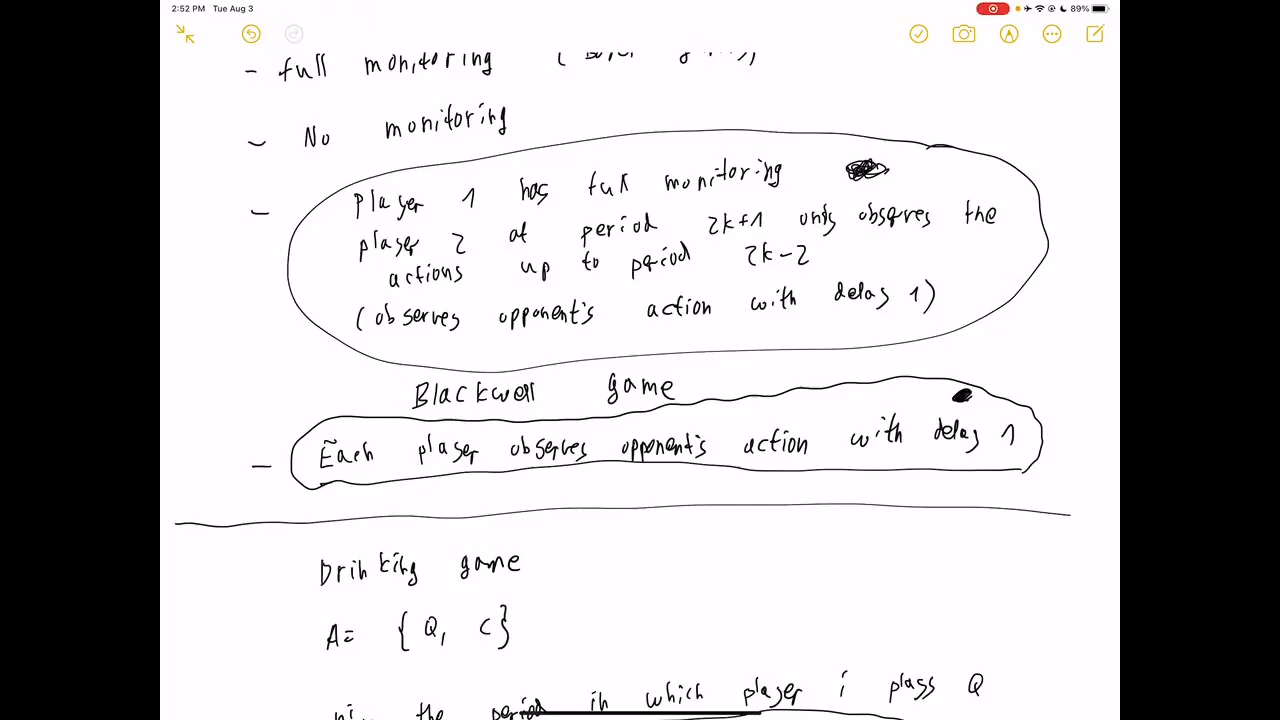 2:52 PM Tue Aug 3
89%
- full monitoring
- No monitoring
- player 1 has full monitoring
player 2 at period 2k+1 only observes the
actions up to period 2k-2
(observes opponent's action with delay 1)
Blackwell game
- Each player observes opponent's action with delay 1
Drinking game
A = {Q, C}
the period in which player i plays Q